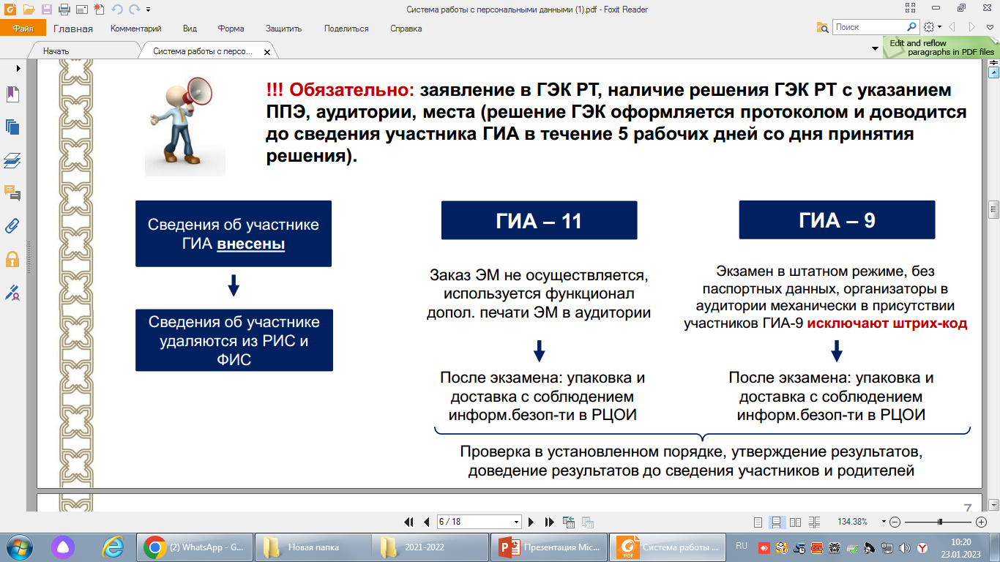 Система работы с персональными данными (1).pdf - Foxit Reader
Файл Главная Комментарий Вид Форма Защитить Поделиться Справка Поиск
Начать Система работы с персо...
Edit and reflow
paragraphs in PDF files
!!! Обязательно: заявление в ГЭК РТ, наличие решения ГЭК РТ с указанием
ППЭ, аудитории, места (решение ГЭК оформляется протоколом и доводится
до сведения участника ГИА в течение 5 рабочих дней со дня принятия
решения).
Сведения об участнике
ГИА внесены
Сведения об участнике
удаляются из РИС и
ФИС
ГИА – 11
Заказ ЭМ не осуществляется,
используется функционал
допол. печати ЭМ в аудитории
После экзамена: упаковка и
доставка с соблюдением
информ.безоп-ти в РЦОИ
ГИА – 9
Экзамен в штатном режиме, без
паспортных данных, организаторы в
аудитории механически в присутствии
участников ГИА-9 исключают штрих-код
После экзамена: упаковка и
доставка с соблюдением
информ.безоп-ти в РЦОИ
Проверка в установленном порядке, утверждение результатов,
доведение результатов до сведения участников и родителей
7
6 / 18
134.38%
(2) WhatsApp - G...
Новая папка
2021-2022
Презентация Mic...
PDF
Система работы ...
RU
10:20
23.01.2023